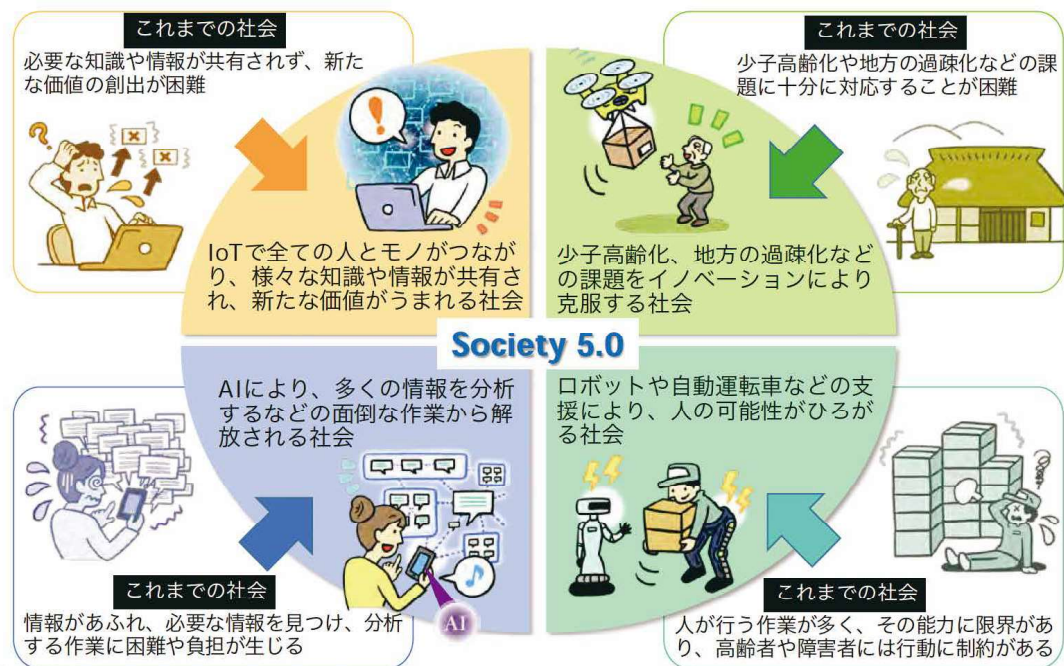 これまでの社会
必要な知識や情報が共有されず、新た
な価値の創出が困難
IoTで全ての人とモノがつなが
り、様々な知識や情報が共有さ
れ、新たな価値がうまれる社会
これまでの社会
少子高齢化や地方の過疎化などの課
題に十分に対応することが困難
少子高齢化、地方の過疎化など
の課題をイノベーションにより
克服する社会
Society 5.0
AIにより、多くの情報を分析
するなどの面倒な作業から解
放される社会
AI
これまでの社会
情報があふれ、必要な情報を見つけ、分析
する作業に困難や負担が生じる
ロボットや自動運転車などの支
援により、人の可能性がひろが
る社会
これまでの社会
人が行う作業が多く、その能力に限界があ
り、高齢者や障害者には行動に制約がある